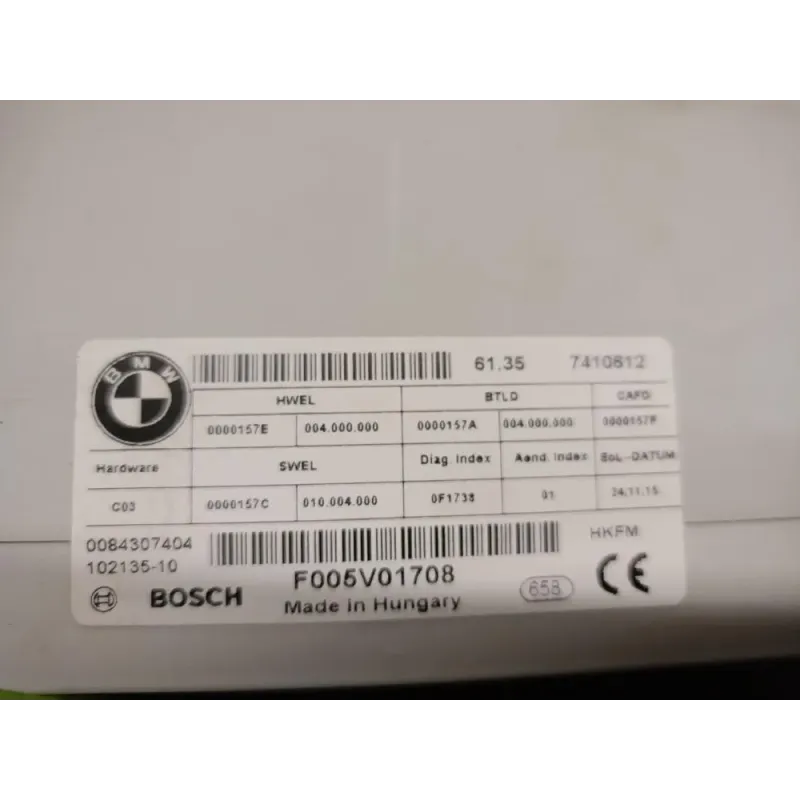 BMW
61.35 7410612
HWEL BTLD CAFD
0000157E 004.000.000 0000157A 004.000.000 0000157F
Hardware SWEL Diag. Index Aend. Index BoL-DATUM
C03 0000157C 010.004.000 0F1738 01 24.11.15
0084307404 HKFM
102135-10 F005V01708 658 CE
BOSCH Made in Hungary